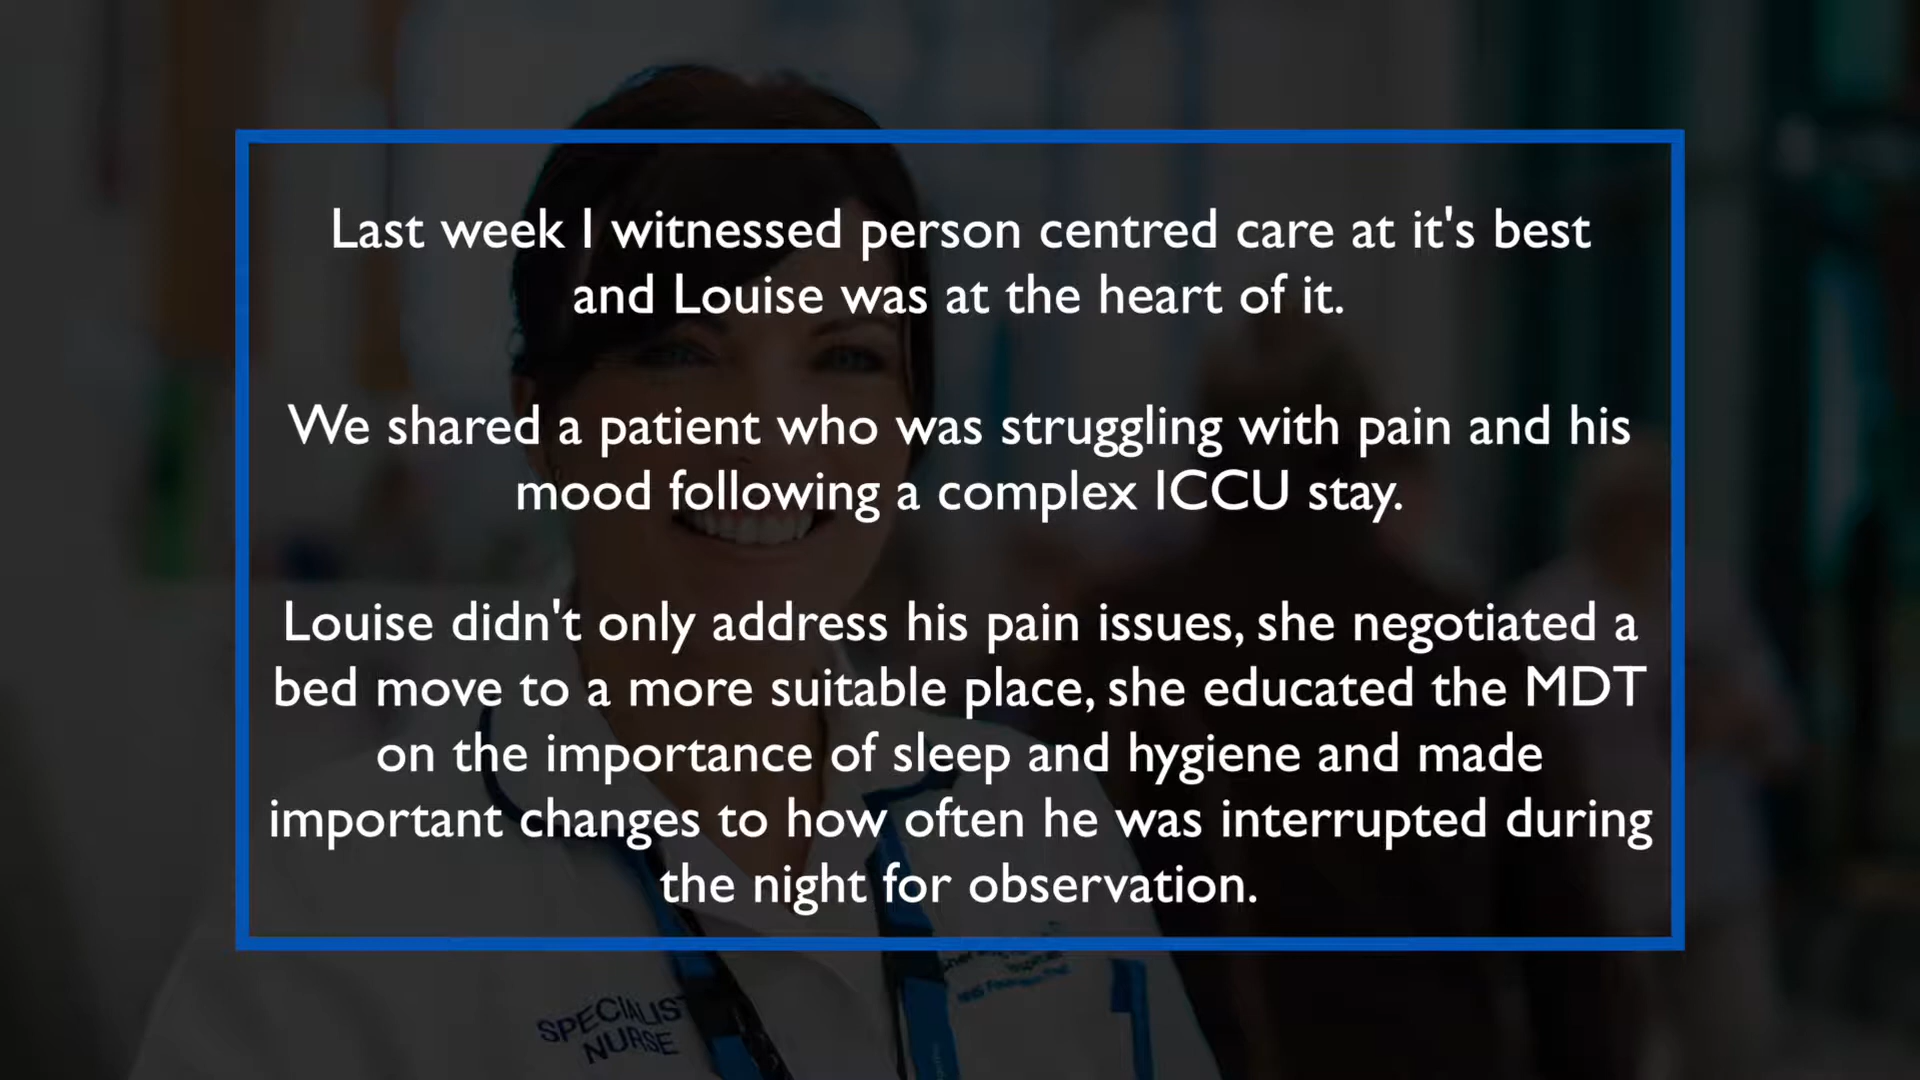 Last week I witnessed person centred care at it's best
and Louise was at the heart of it.
We shared a patient who was struggling with pain and his
mood following a complex ICCU stay.
Louise didn't only address his pain issues, she negotiated a
bed move to a more suitable place, she educated the MDT
on the importance of sleep and hygiene and made
important changes to how often he was interrupted during
the night for observation.
SPECIALIST
NURSE